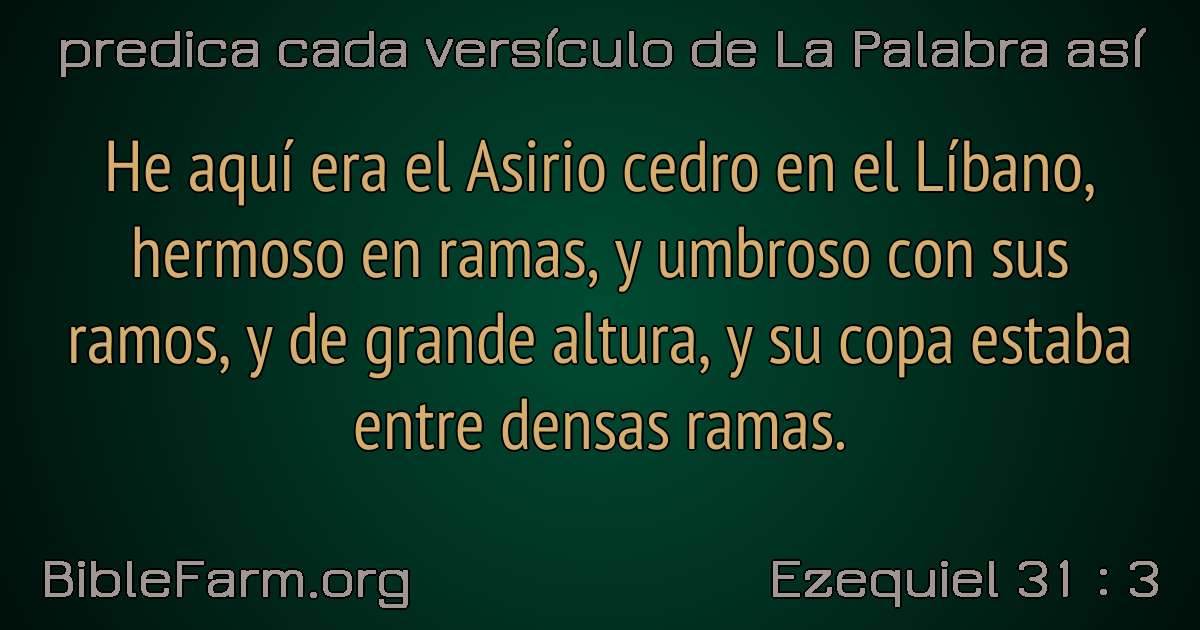 predica cada versículo de La Palabra así
He aquí era el Asirio cedro en el Líbano,
hermoso en ramas, y umbroso con sus
ramos, y de grande altura, y su copa estaba
entre densas ramas.
BibleFarm.org
Ezequiel 31 : 3